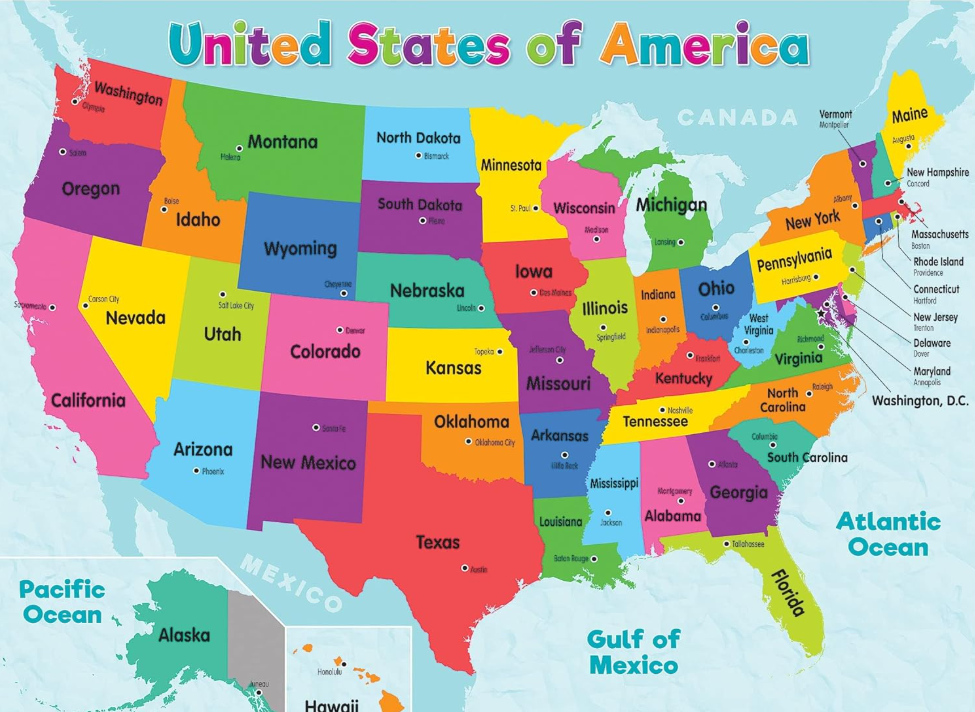 United States of America
CANADA
Washington
Olympia
Montana
Helena
North Dakota
Bismarck
Minnesota
St. Paul
Vermont
Montpelier
Maine
Augusta
Oregon
Salem
Idaho
Boise
Wyoming
Cheyenne
South Dakota
Pierre
Wisconsin
Madison
Michigan
Lansing
New York
Albany
New Hampshire
Concord
Massachusetts
Boston
Rhode Island
Providence
Connecticut
Hartford
New Jersey
Trenton
Delaware
Dover
Maryland
Annapolis
Washington, D.C.
Pennsylvania
Harrisburg
Iowa
Des Moines
Nebraska
Lincoln
Illinois
Springfield
Indiana
Indianapolis
Ohio
Columbus
West
Virginia
Charleston
Virginia
Richmond
Sacramento
California
Carson City
Nevada
Salt Lake City
Utah
Denver
Colorado
Topeka
Kansas
Jefferson City
Missouri
Frankfort
Kentucky
Nashville
Tennessee
North
Carolina
Raleigh
Columbia
South Carolina
Arizona
Phoenix
Santa Fe
New Mexico
Oklahoma
Oklahoma City
Arkansas
Little Rock
Mississippi
Jackson
Montgomery
Alabama
Atlanta
Georgia
Texas
Austin
Louisiana
Baton Rouge
Tallahassee
Florida
Atlantic
Ocean
Gulf of
Mexico
MEXICO
Pacific
Ocean
Alaska
Juneau
Honolulu
Hawaii